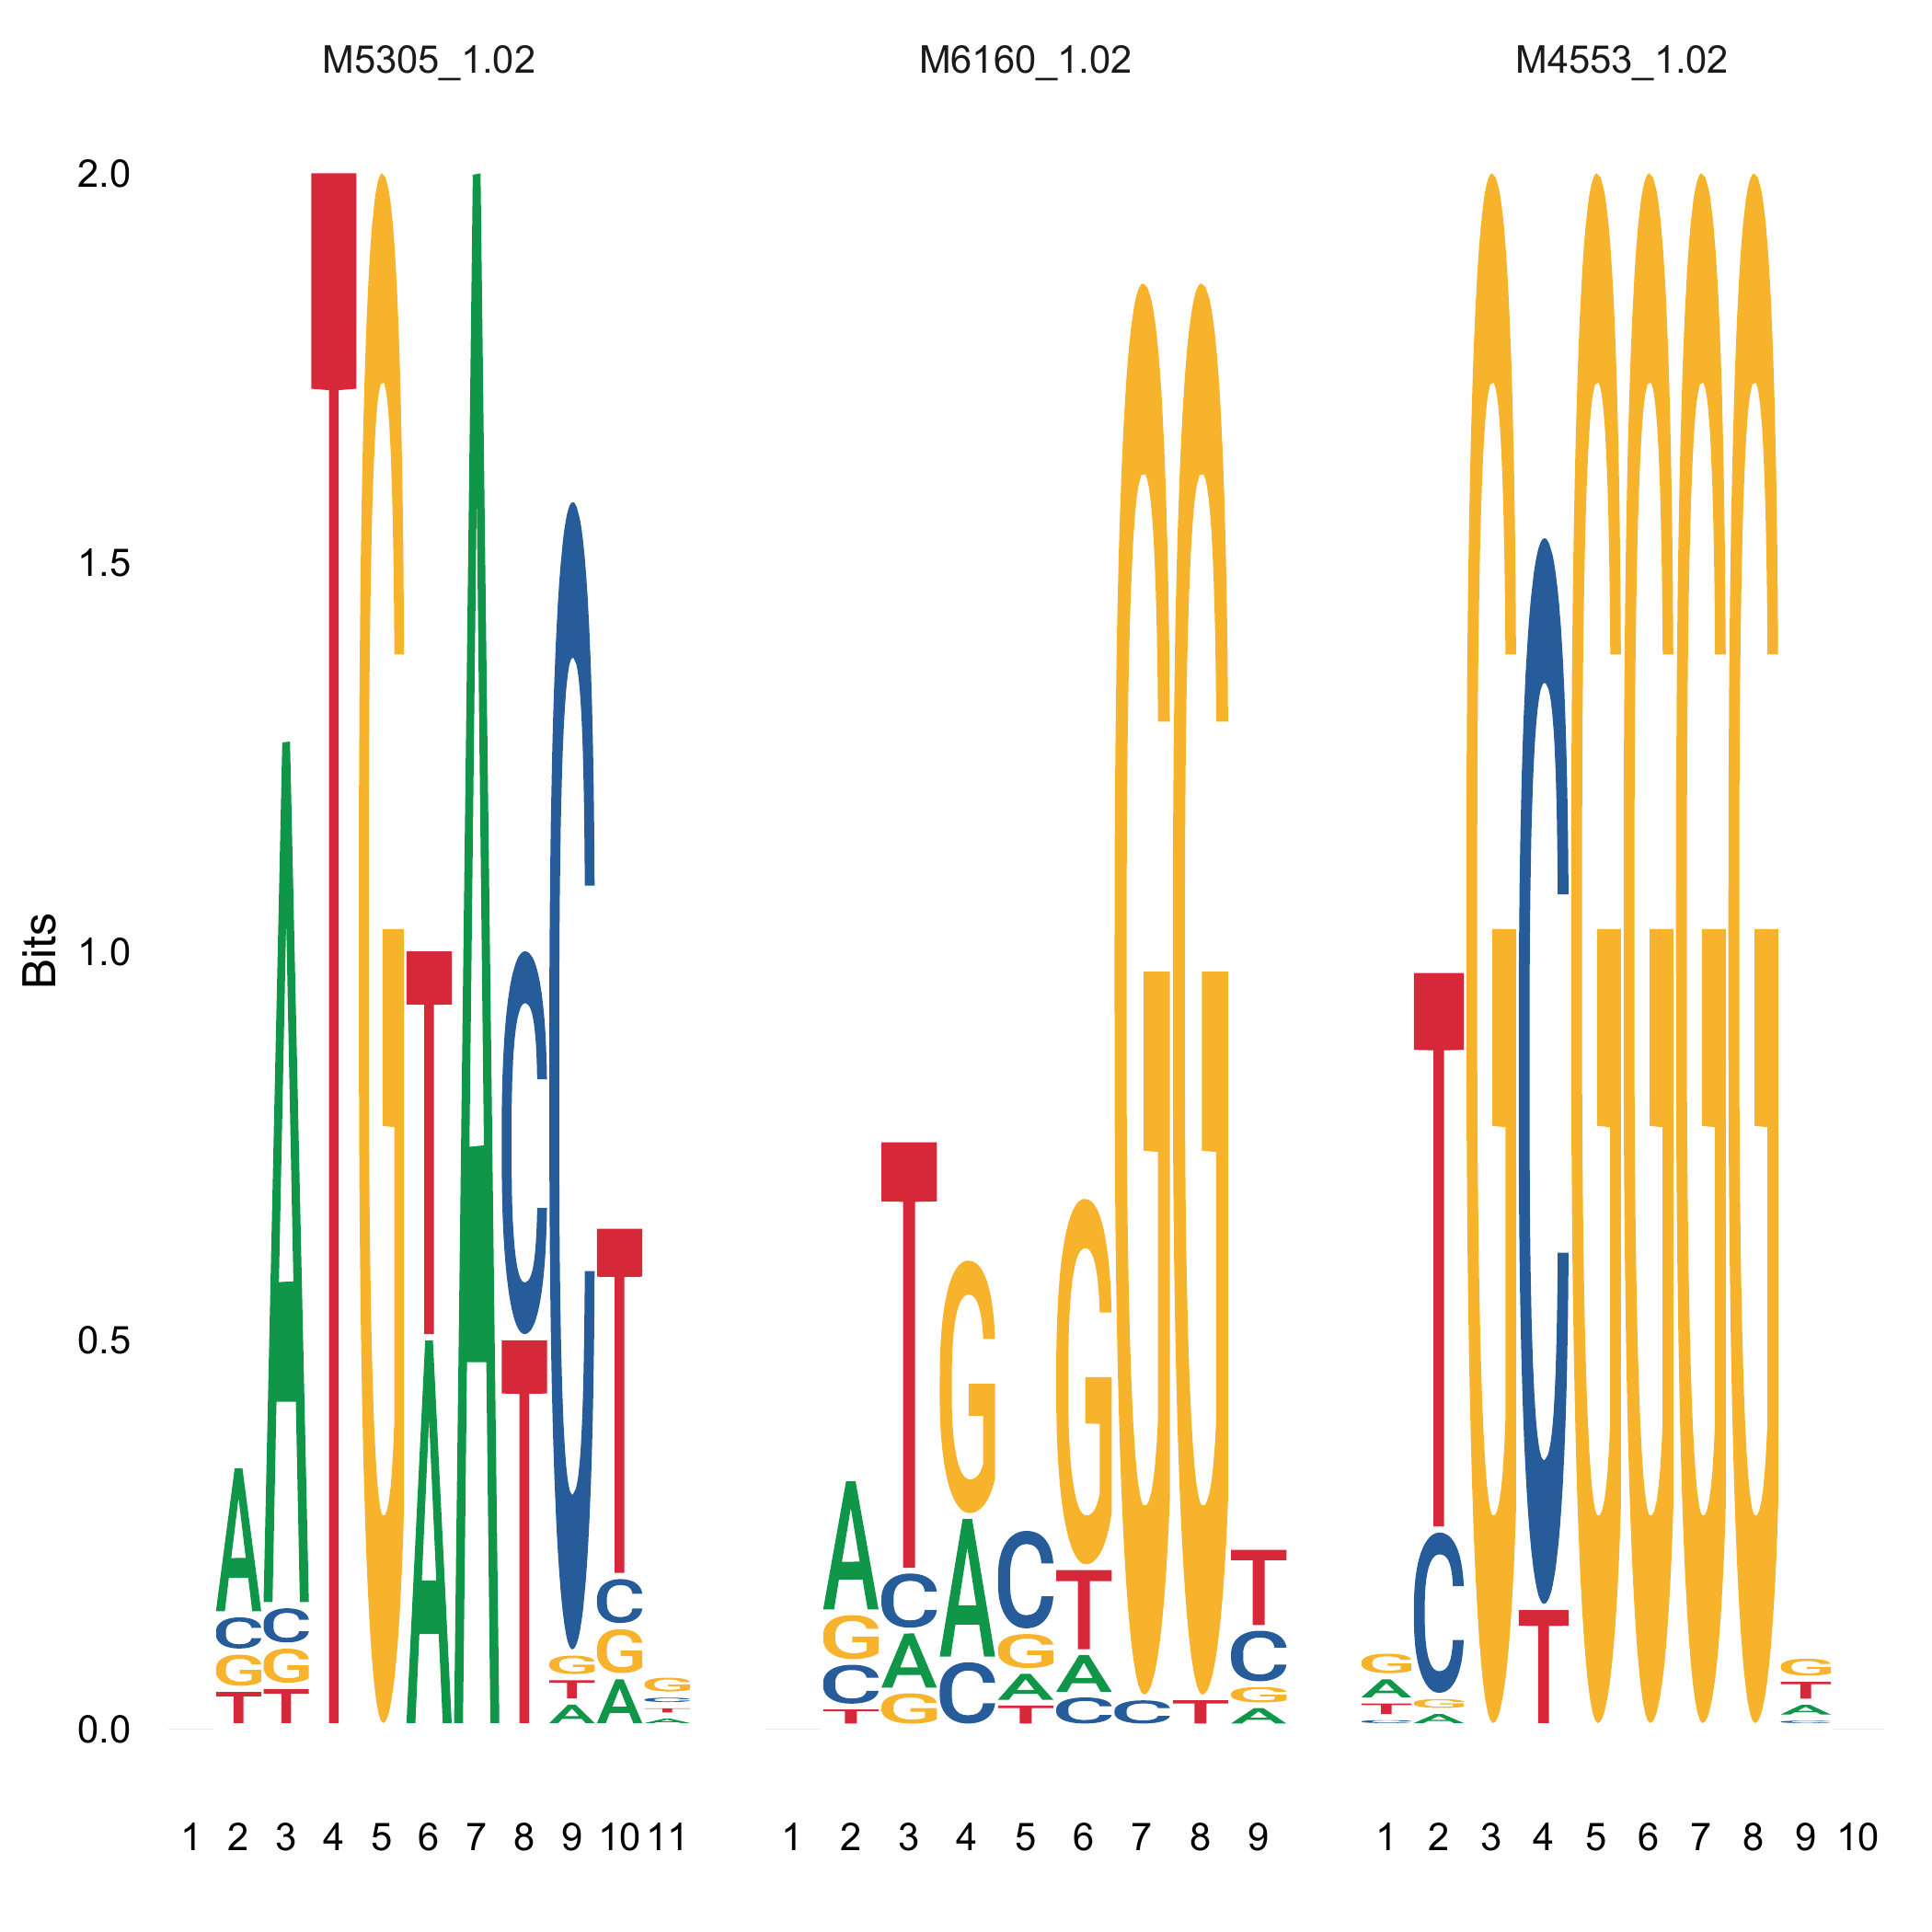 M5305_1.02 M6160_1.02 M4553_1.02
2.0
1.5
1.0
0.5
0.0
Bits
A C G T
A C G T
T
G
T A
A
C T
C G T A
T C G A
G C T A
A G C T
T C A G
G A C
C G A T
G T A C
G C
G T
T C G A
G A T C
T C G A
G
C T
G
G
G
G
G T A C
1 2 3 4 5 6 7 8 9 10 11
1 2 3 4 5 6 7 8 9
1 2 3 4 5 6 7 8 9 10